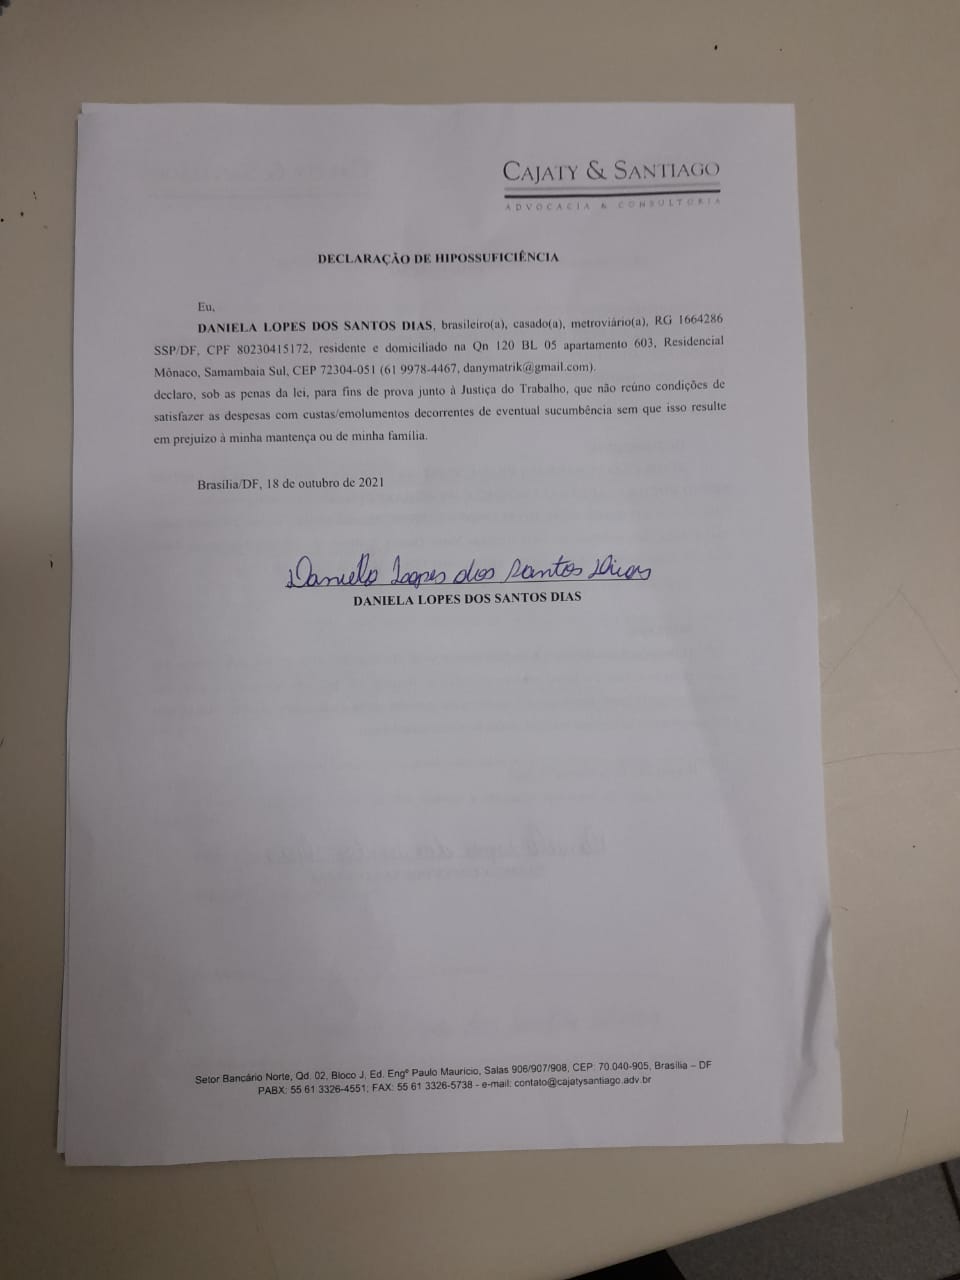 CAJATY & SANTIAGO
ADVOCACIA & CONSULTORIA
DECLARAÇÃO DE HIPOSSUFICIÊNCIA
Eu,
DANIELA LOPES DOS SANTOS DIAS, brasileiro(a), casado(a), metroviário(a), RG 1664286
SSP/DF, CPF 80230415172, residente e domiciliado na Qn 120 BL 05 apartamento 603, Residencial
Mônaco, Samambaia Sul, CEP 72304-051 (61 9978-4467, danymatrik@gmail.com).
declaro, sob as penas da lei, para fins de prova junto à Justiça do Trabalho, que não reúno condições de
satisfazer as despesas com custas/emolumentos decorrentes de eventual sucumbência sem que isso resulte
em prejuizo à minha mantença ou de minha família.
Brasília/DF, 18 de outubro de 2021
Daniela Lopes dos Santos Dias
DANIELA LOPES DOS SANTOS DIAS
Setor Bancário Norte, Qd. 02, Bloco J, Ed. Engº Paulo Maurício, Salas 906/907/908, CEP: 70.040-905, Brasília – DF
PABX: 55 61 3326-4551; FAX: 55 61 3326-5738 - e-mail: contato@cajatysantiago.adv.br